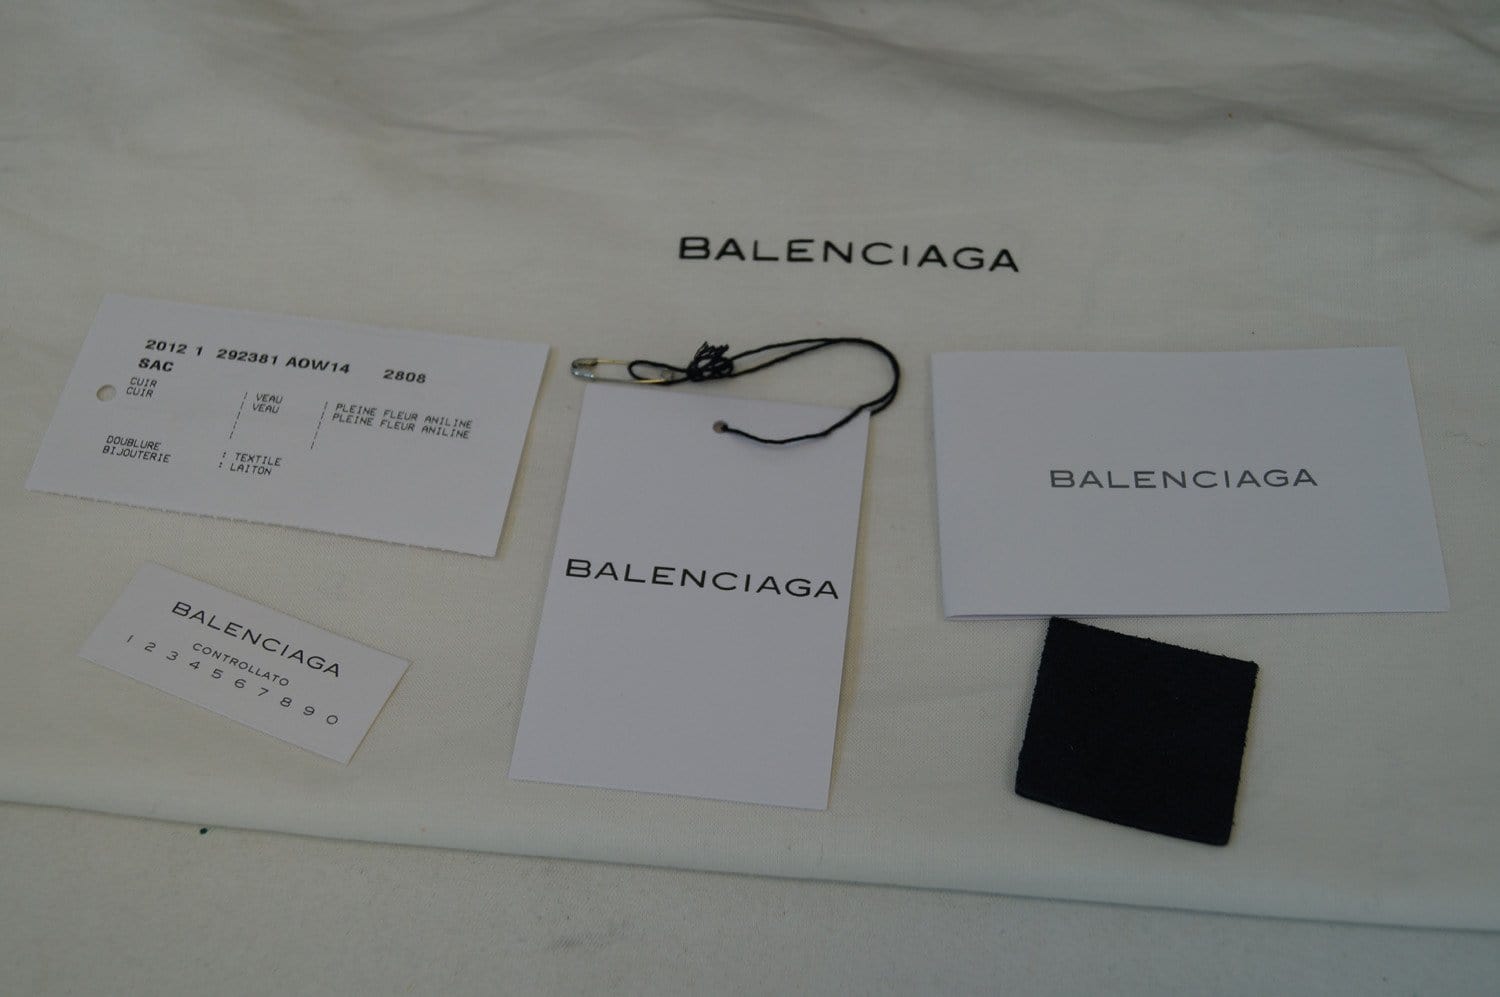 BALENCIAGA
2012 1 292381 AOW14 2808
SAC
CUIR | VEAU | PLEINE FLEUR ANILINE
CUIR | VEAU | PLEINE FLEUR ANILINE
DOUBLURE : TEXTILE
BIJOUTERIE : LAITON
BALENCIAGA
CONTROLLATO
1 2 3 4 5 6 7 8 9 0
BALENCIAGA
BALENCIAGA